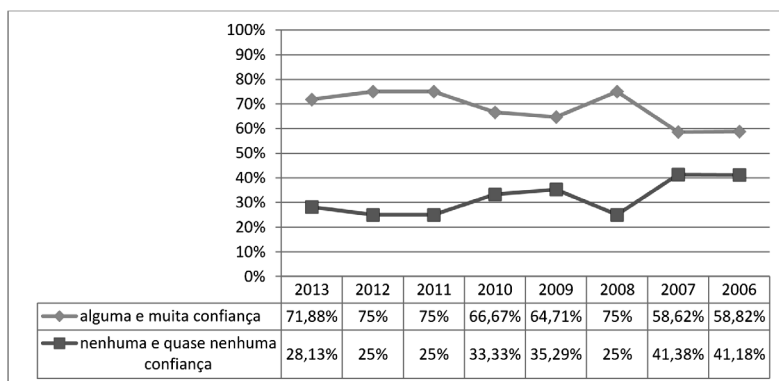 100%
90%
80%
70%
60%
50%
40%
30%
20%
10%
0%
2013 2012 2011 2010 2009 2008 2007 2006
alguma e muita confiança 71,88% 75% 75% 66,67% 64,71% 75% 58,62% 58,82%
nenhuma e quase nenhuma
confiança 28,13% 25% 25% 33,33% 35,29% 25% 41,38% 41,18%